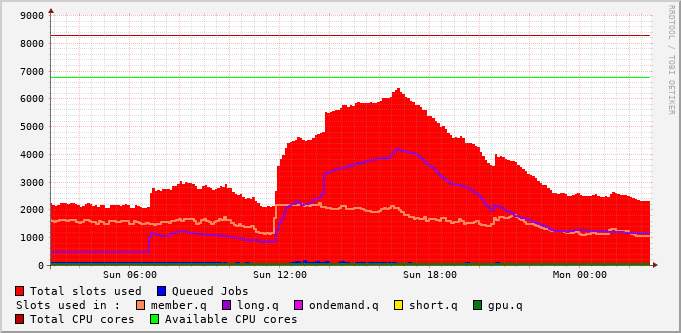 9000
8000
7000
6000
5000
4000
3000
2000
1000
0
Sun 06:00 Sun 12:00 Sun 18:00 Mon 00:00
Total slots used Queued Jobs
Slots used in : member.q long.q ondemand.q short.q gpu.q
Total CPU cores Available CPU cores
RRDTOOL / TOBI OETIKER